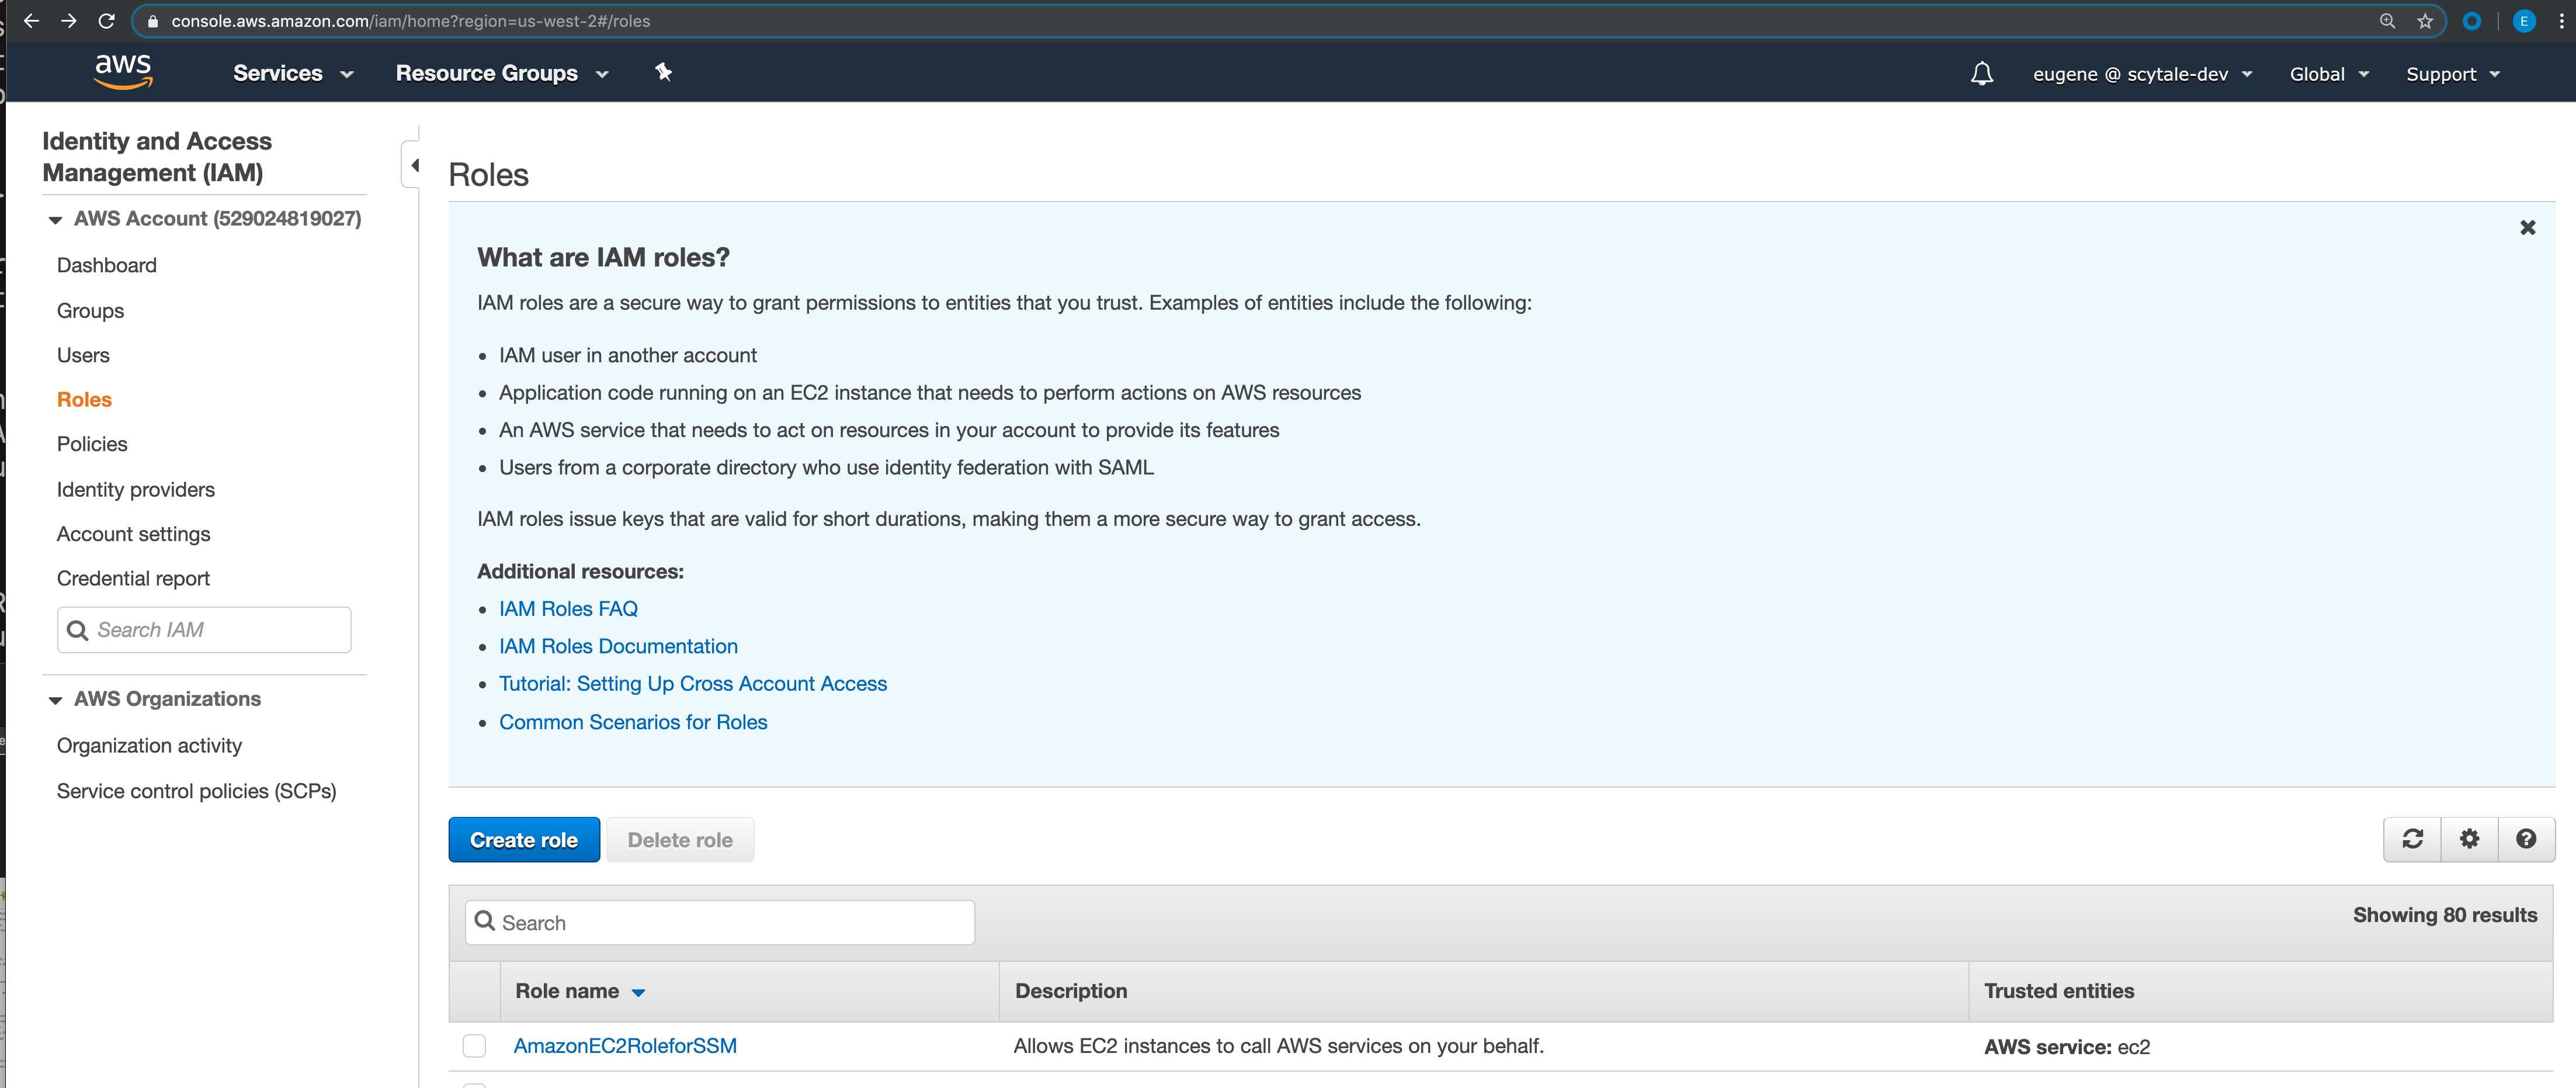 console.aws.amazon.com/iam/home?region=us-west-2#/roles
E
aws
Services
Resource Groups
eugene @ scytale-dev
Global
Support
Identity and Access
Management (IAM)
AWS Account (529024819027)
Dashboard
Groups
Users
Roles
Policies
Identity providers
Account settings
Credential report
Search IAM
AWS Organizations
Organization activity
Service control policies (SCPs)
Roles
What are IAM roles?
IAM roles are a secure way to grant permissions to entities that you trust. Examples of entities include the following:
• IAM user in another account
• Application code running on an EC2 instance that needs to perform actions on AWS resources
• An AWS service that needs to act on resources in your account to provide its features
• Users from a corporate directory who use identity federation with SAML
IAM roles issue keys that are valid for short durations, making them a more secure way to grant access.
Additional resources:
• IAM Roles FAQ
• IAM Roles Documentation
• Tutorial: Setting Up Cross Account Access
• Common Scenarios for Roles
Create role
Delete role
Search
Showing 80 results
Role name
Description
Trusted entities
AmazonEC2RoleforSSM
Allows EC2 instances to call AWS services on your behalf.
AWS service: ec2